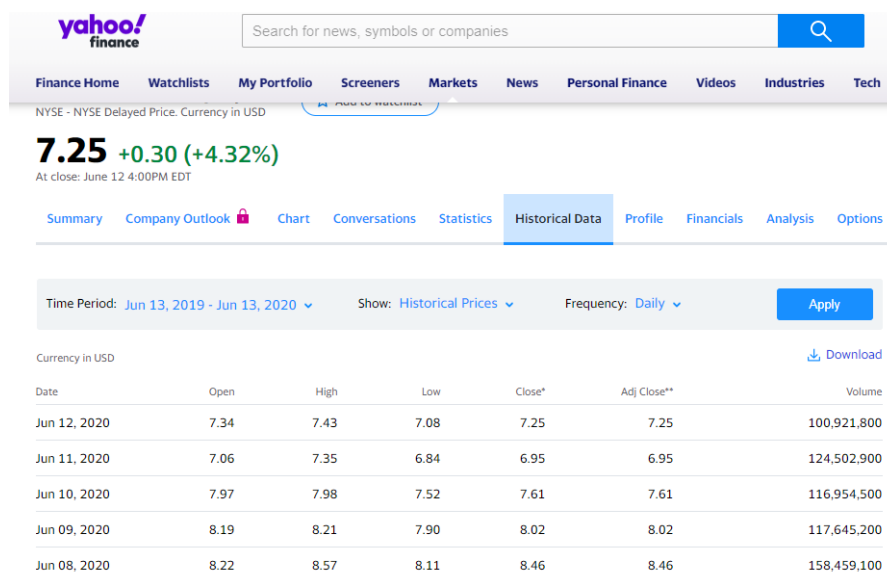 yahoo!
finance
Search for news, symbols or companies
Finance Home Watchlists My Portfolio Screeners Markets News Personal Finance Videos Industries Tech
NYSE - NYSE Delayed Price. Currency in USD
Add to watchlist
7.25 +0.30 (+4.32%)
At close: June 12 4:00PM EDT
Summary Company Outlook Chart Conversations Statistics Historical Data Profile Financials Analysis Options
Time Period: Jun 13, 2019 - Jun 13, 2020 Show: Historical Prices Frequency: Daily Apply
Currency in USD Download
Date Open High Low Close* Adj Close** Volume
Jun 12, 2020 7.34 7.43 7.08 7.25 7.25 100,921,800
Jun 11, 2020 7.06 7.35 6.84 6.95 6.95 124,502,900
Jun 10, 2020 7.97 7.98 7.52 7.61 7.61 116,954,500
Jun 09, 2020 8.19 8.21 7.90 8.02 8.02 117,645,200
Jun 08, 2020 8.22 8.57 8.11 8.46 8.46 158,459,100